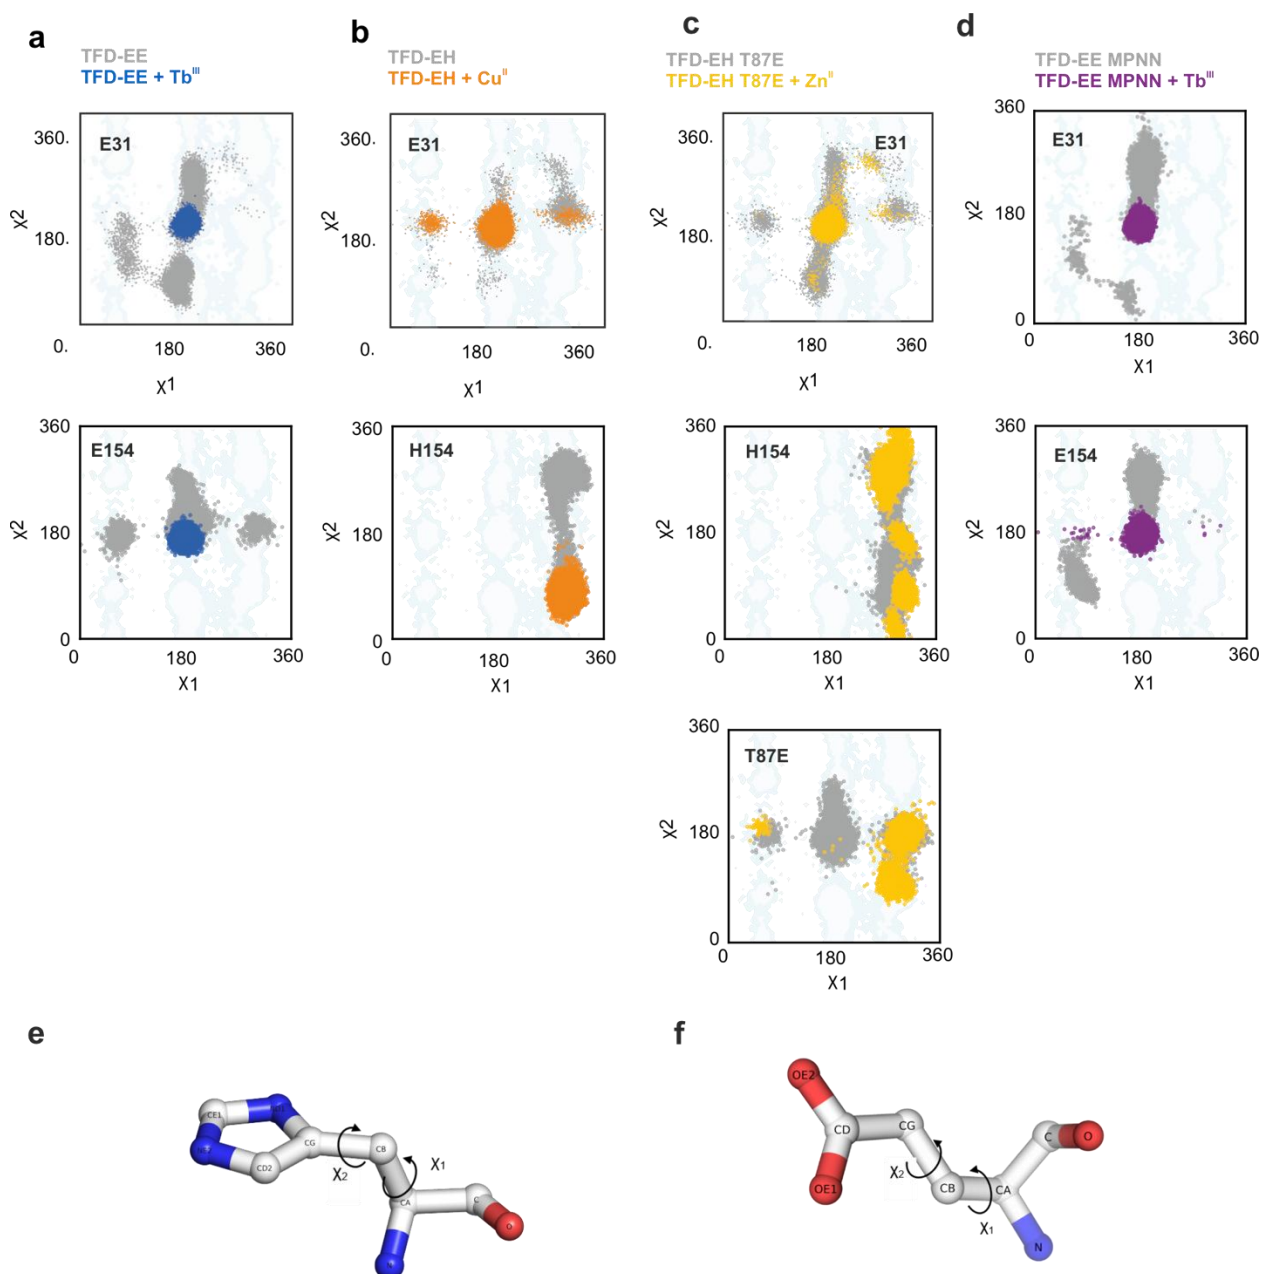 a
TFD-EE
TFD-EE + Tb^III
E31
360.
χ2
180.
0.
180
360
χ1
b
TFD-EH
TFD-EH + Cu^II
E31
360.
χ2
180.
0.
180
360
χ1
c
TFD-EH T87E
TFD-EH T87E + Zn^II
E31
360.
χ2
180.
0.
180
360
χ1
d
TFD-EE MPNN
TFD-EE MPNN + Tb^III
360
E31
χ2
180
0
0
180
360
χ1
360
E154
χ2
180
0
0
180
360
χ1
360
H154
χ2
180
0
0
180
360
χ1
360
H154
χ2
180
0
0
180
360
χ1
360
E154
χ2
180
0
0
180
360
χ1
360
T87E
χ2
180
0
0
180
360
χ1
e
CE1
CG
CB
CD2
χ2
χ1
CA
C
O
f
OE2
CD
CG
C
O
OE1
χ2
CB
CA
χ1
N